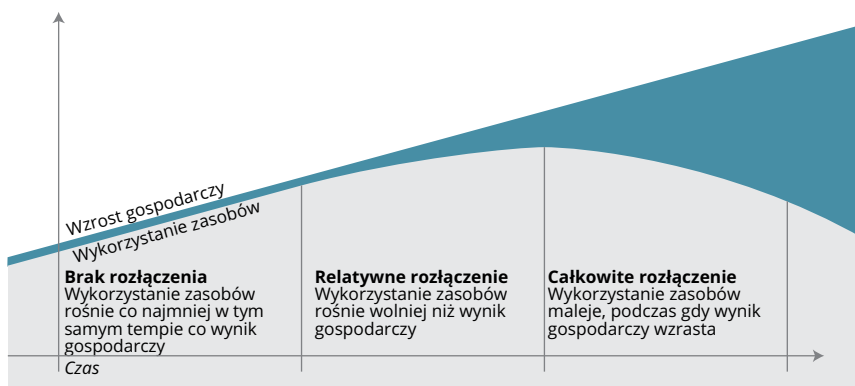 Wzrost gospodarczy
Wykorzystanie zasobów
Brak rozłączenia
Wykorzystanie zasobów
rośnie co najmniej w tym
samym tempie co wynik
gospodarczy
Relatywne rozłączenie
Wykorzystanie zasobów
rośnie wolniej niż wynik
gospodarczy
Całkowite rozłączenie
Wykorzystanie zasobów
maleje, podczas gdy wynik
gospodarczy wzrasta
Czas